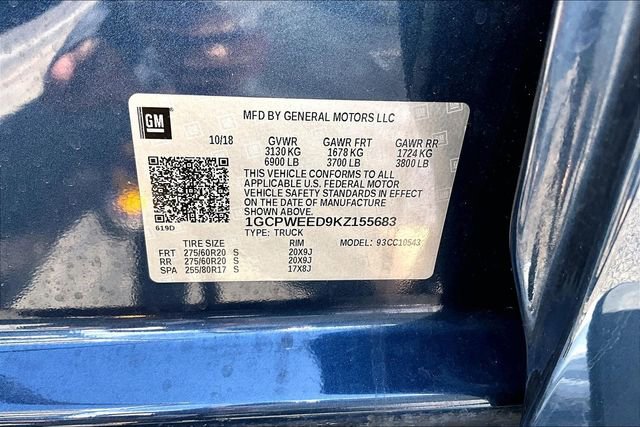 GM
MFD BY GENERAL MOTORS LLC
10/18 GVWR GAWR FRT GAWR RR
3130 KG 1678 KG 1724 KG
6900 LB 3700 LB 3800 LB
THIS VEHICLE CONFORMS TO ALL
APPLICABLE U.S. FEDERAL MOTOR
VEHICLE SAFETY STANDARDS IN EFFECT
ON THE DATE OF MANUFACTURE
SHOWN ABOVE.
619D 1GCPWEED9KZ155683
TYPE: TRUCK
TIRE SIZE RIM MODEL: 93CC10543
FRT 275/60R20 S 20X9J
RR 275/60R20 S 20X9J
SPA 255/80R17 S 17X8J